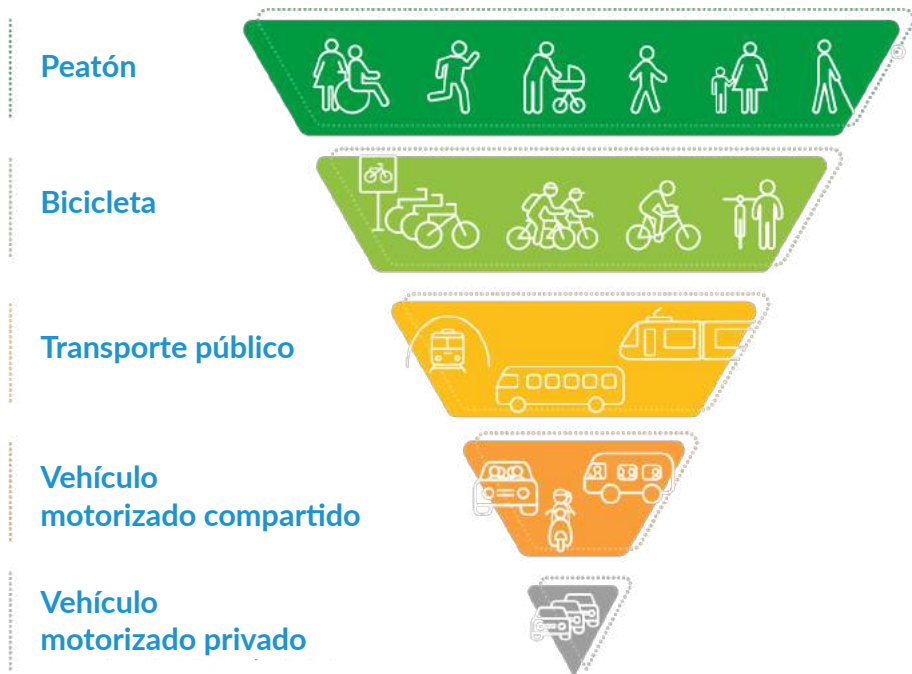 Peatón
Bicicleta
Transporte público
Vehículo
motorizado compartido
Vehículo
motorizado privado